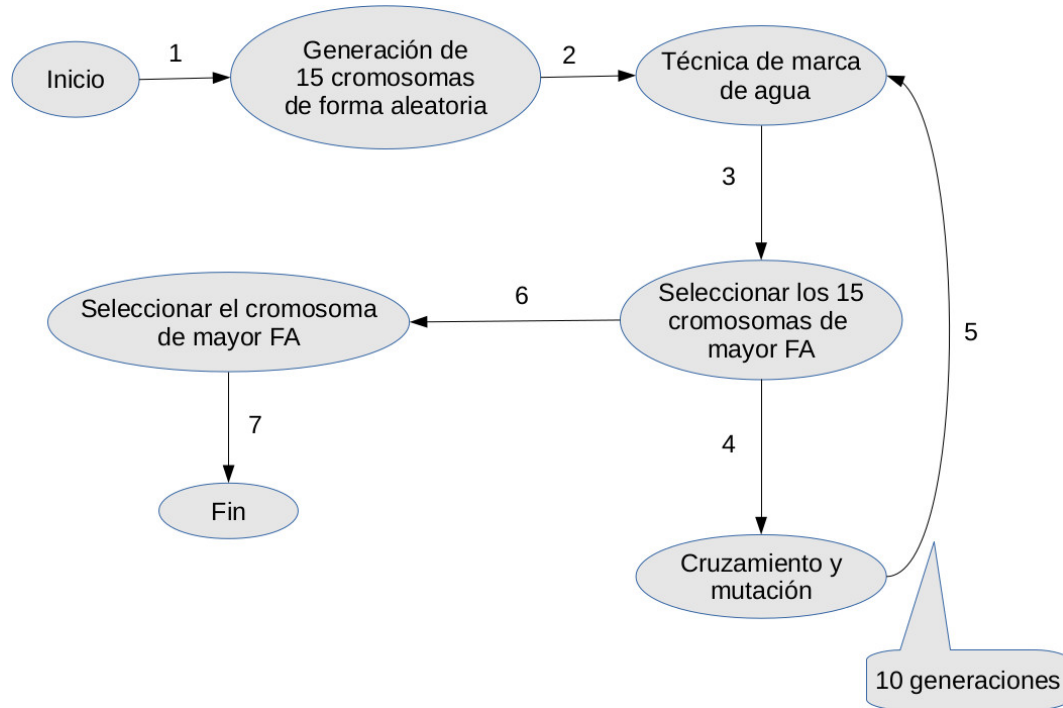 Inicio
1
Generación de
15 cromosomas
de forma aleatoria
2
Técnica de marca
de agua
3
Seleccionar los 15
cromosomas de
mayor FA
6
Seleccionar el cromosoma
de mayor FA
5
4
7
Fin
Cruzamiento y
mutación
10 generaciones